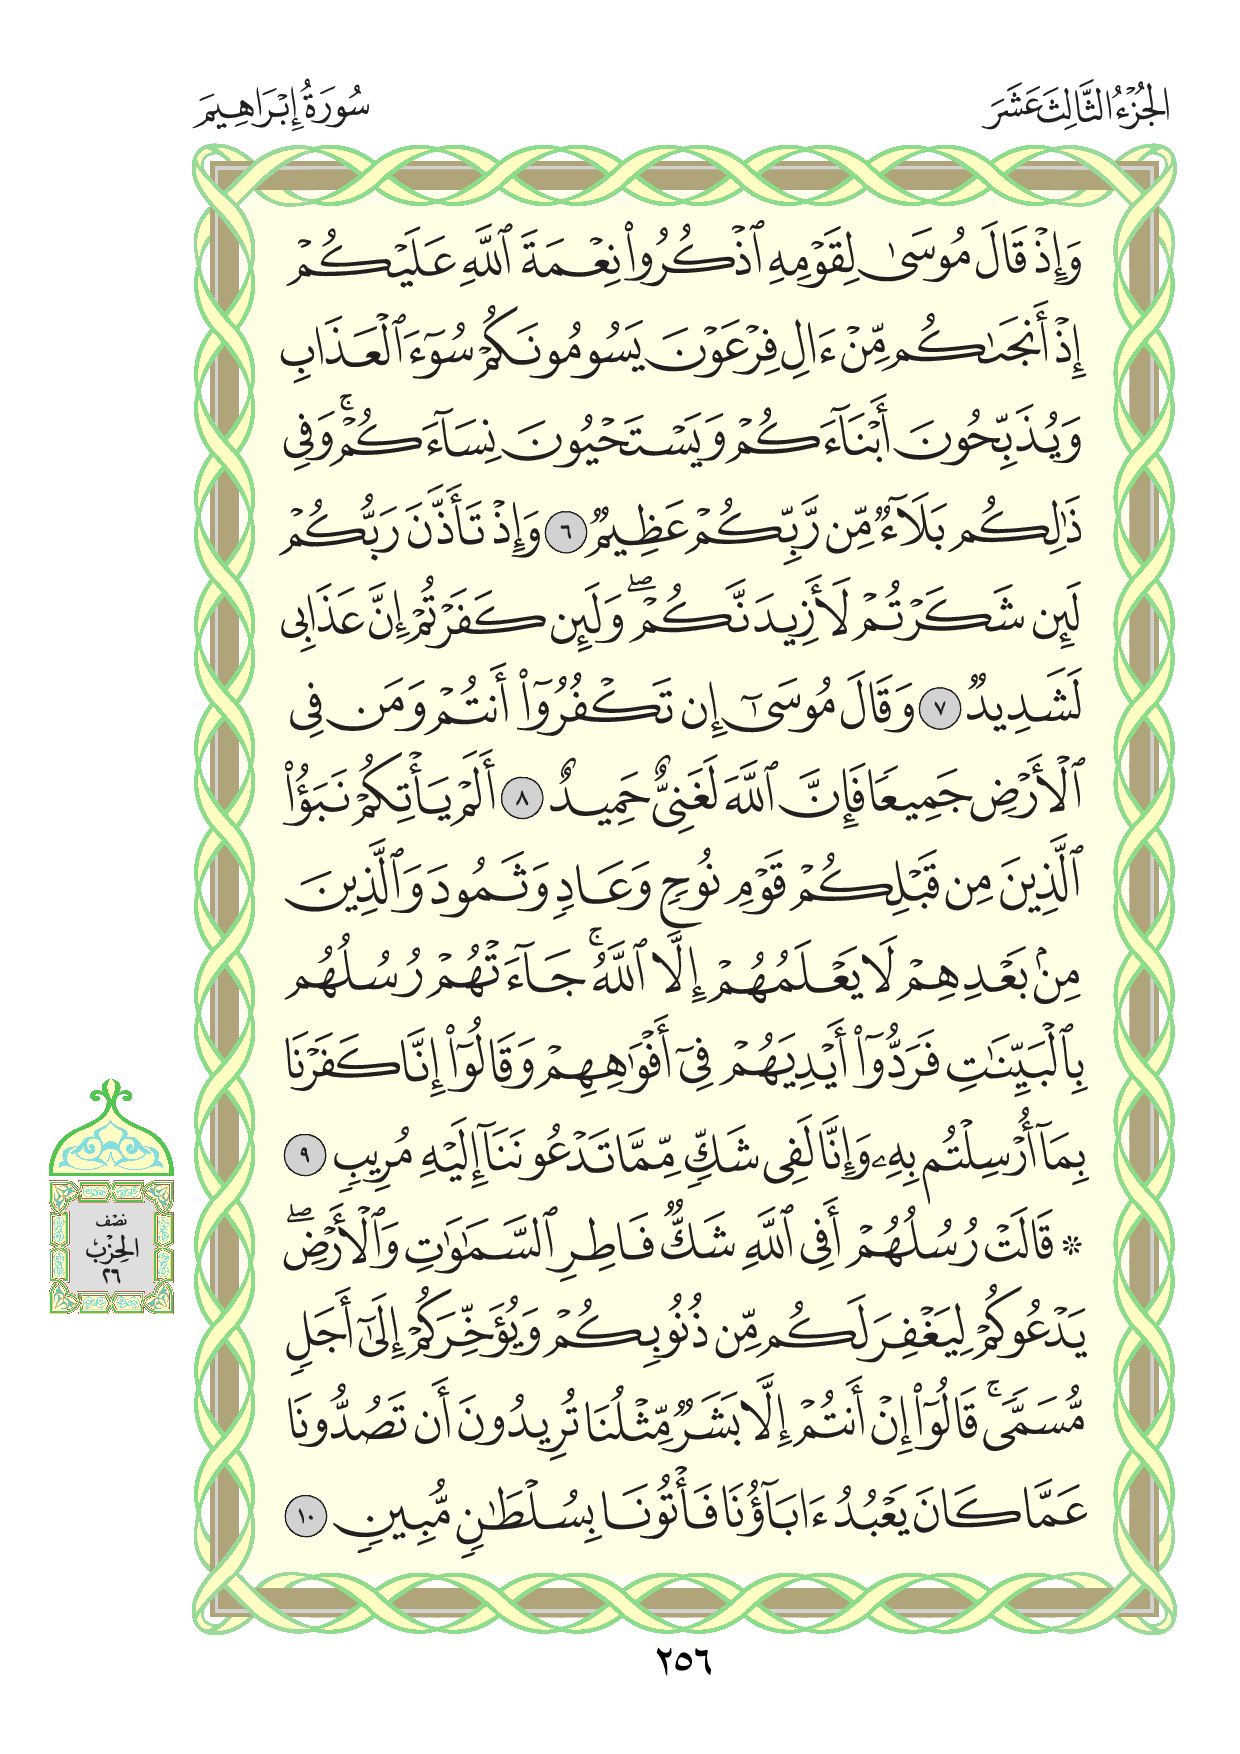 الجُزْءُ الثَّالِثَ عَشَرَ
سُورَةُ إِبْرَاهِيمَ
وَإِذْ قَالَ مُوسَىٰ لِقَوْمِهِ ٱذْكُرُوا۟ نِعْمَةَ ٱللَّهِ عَلَيْكُمْ
إِذْ أَنجَىٰكُم مِّنْ ءَالِ فِرْعَوْنَ يَسُومُونَكُمْ سُوٓءَ ٱلْعَذَابِ
وَيُذَبِّحُونَ أَبْنَآءَكُمْ وَيَسْتَحْيُونَ نِسَآءَكُمْ ۚ وَفِى
ذَٰلِكُم بَلَآءٌ مِّن رَّبِّكُمْ عَظِيمٌ ٦ وَإِذْ تَأَذَّنَ رَبُّكُمْ
لَئِن شَكَرْتُمْ لَأَزِيدَنَّكُمْ ۖ وَلَئِن كَفَرْتُمْ إِنَّ عَذَابِى
لَشَدِيدٌ ٧ وَقَالَ مُوسَىٰٓ إِن تَكْفُرُوٓا۟ أَنتُمْ وَمَن فِى
ٱلْأَرْضِ جَمِيعًا فَإِنَّ ٱللَّهَ لَغَنِىٌّ حَمِيدٌ ٨ أَلَمْ يَأْتِكُمْ نَبَؤُا۟
ٱلَّذِينَ مِن قَبْلِكُمْ قَوْمِ نُوحٍ وَعَادٍ وَثَمُودَ وَٱلَّذِينَ
مِنۢ بَعْدِهِمْ لَا يَعْلَمُهُمْ إِلَّا ٱللَّهُ ۚ جَآءَتْهُمْ رُسُلُهُم
بِٱلْبَيِّنَٰتِ فَرَدُّوٓا۟ أَيْدِيَهُمْ فِىٓ أَفْوَٰهِهِمْ وَقَالُوٓا۟ إِنَّا كَفَرْنَا
بِمَآ أُرْسِلْتُم بِهِۦ وَإِنَّا لَفِى شَكٍّ مِّمَّا تَدْعُونَنَآ إِلَيْهِ مُرِيبٍ ٩
۞ قَالَتْ رُسُلُهُمْ أَفِى ٱللَّهِ شَكٌّ فَاطِرِ ٱلسَّمَٰوَٰتِ وَٱلْأَرْضِ ۖ
يَدْعُوكُمْ لِيَغْفِرَ لَكُم مِّن ذُنُوبِكُمْ وَيُؤَخِّرَكُمْ إِلَىٰٓ أَجَلٍ
مُّسَمًّى ۚ قَالُوٓا۟ إِنْ أَنتُمْ إِلَّا بَشَرٌ مِّثْلُنَا تُرِيدُونَ أَن تَصُدُّونَا
عَمَّا كَانَ يَعْبُدُ ءَابَآؤُنَا فَأْتُونَا بِسُلْطَٰنٍ مُّبِينٍ ١٠
نصْف
الحِزْبْ
٢٦
٢٥٦